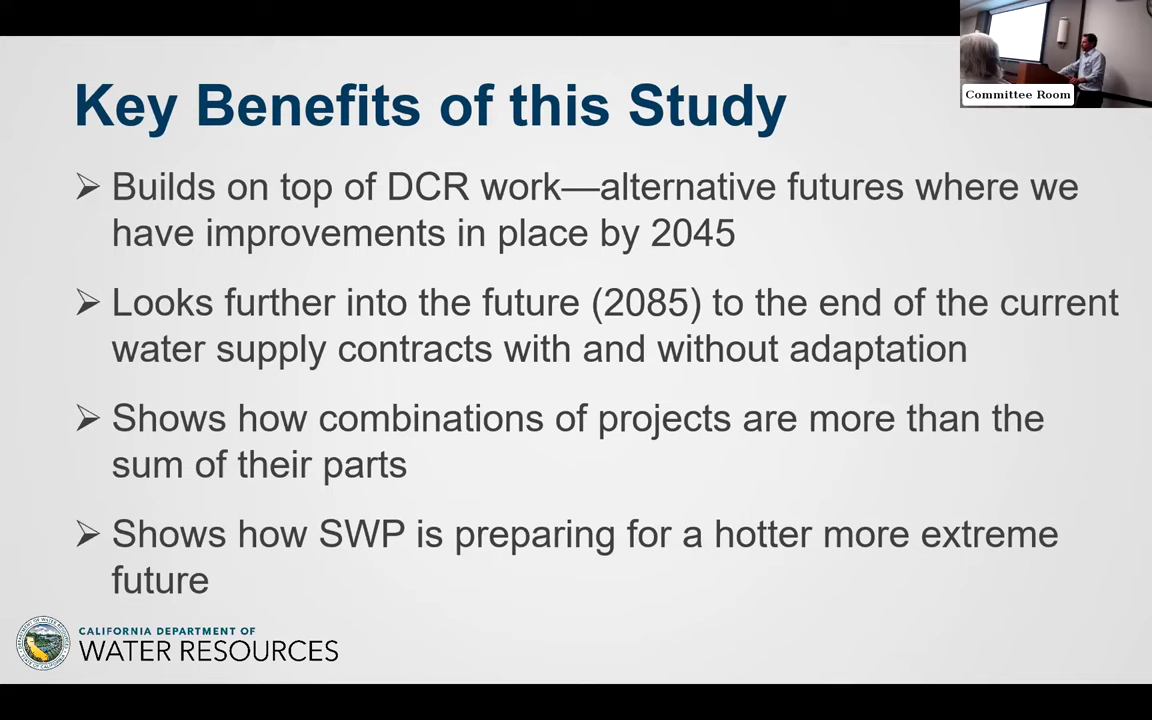 Key Benefits of this Study
Committee Room
➢ Builds on top of DCR work—alternative futures where we
have improvements in place by 2045
➢ Looks further into the future (2085) to the end of the current
water supply contracts with and without adaptation
➢ Shows how combinations of projects are more than the
sum of their parts
➢ Shows how SWP is preparing for a hotter more extreme
future
CALIFORNIA DEPARTMENT OF
WATER RESOURCES